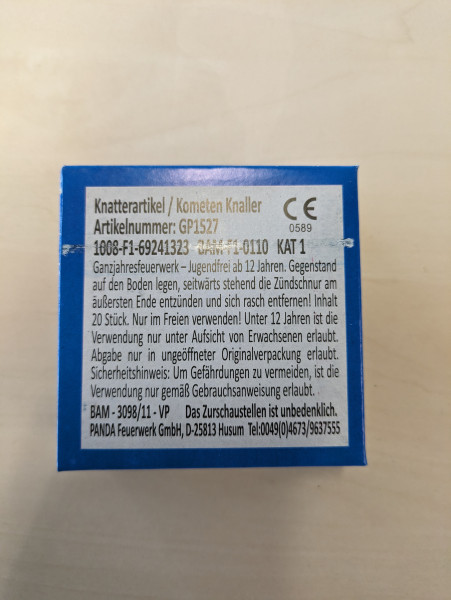 Knatterartikel / Kometen Knaller
CE
Artikelnummer: GP1527
0589
1008-F1-69241323 BAM-F1-0110 KAT 1
Ganzjahresfeuerwerk – Jugendfrei ab 12 Jahren. Gegenstand
auf den Boden legen, seitwärts stehend die Zündschnur am
äußersten Ende entzünden und sich rasch entfernen! Inhalt
20 Stück. Nur im Freien verwenden! Unter 12 Jahren ist die
Verwendung nur unter Aufsicht von Erwachsenen erlaubt.
Abgabe nur in ungeöffneter Originalverpackung erlaubt.
Sicherheitshinweis: Um Gefährdungen zu vermeiden, ist die
Verwendung nur gemäß Gebrauchsanweisung erlaubt.
BAM - 3098/11 - VP Das Zurschaustellen ist unbedenklich.
PANDA Feuerwerk GmbH, D-25813 Husum Tel:0049(0)4673/9637555